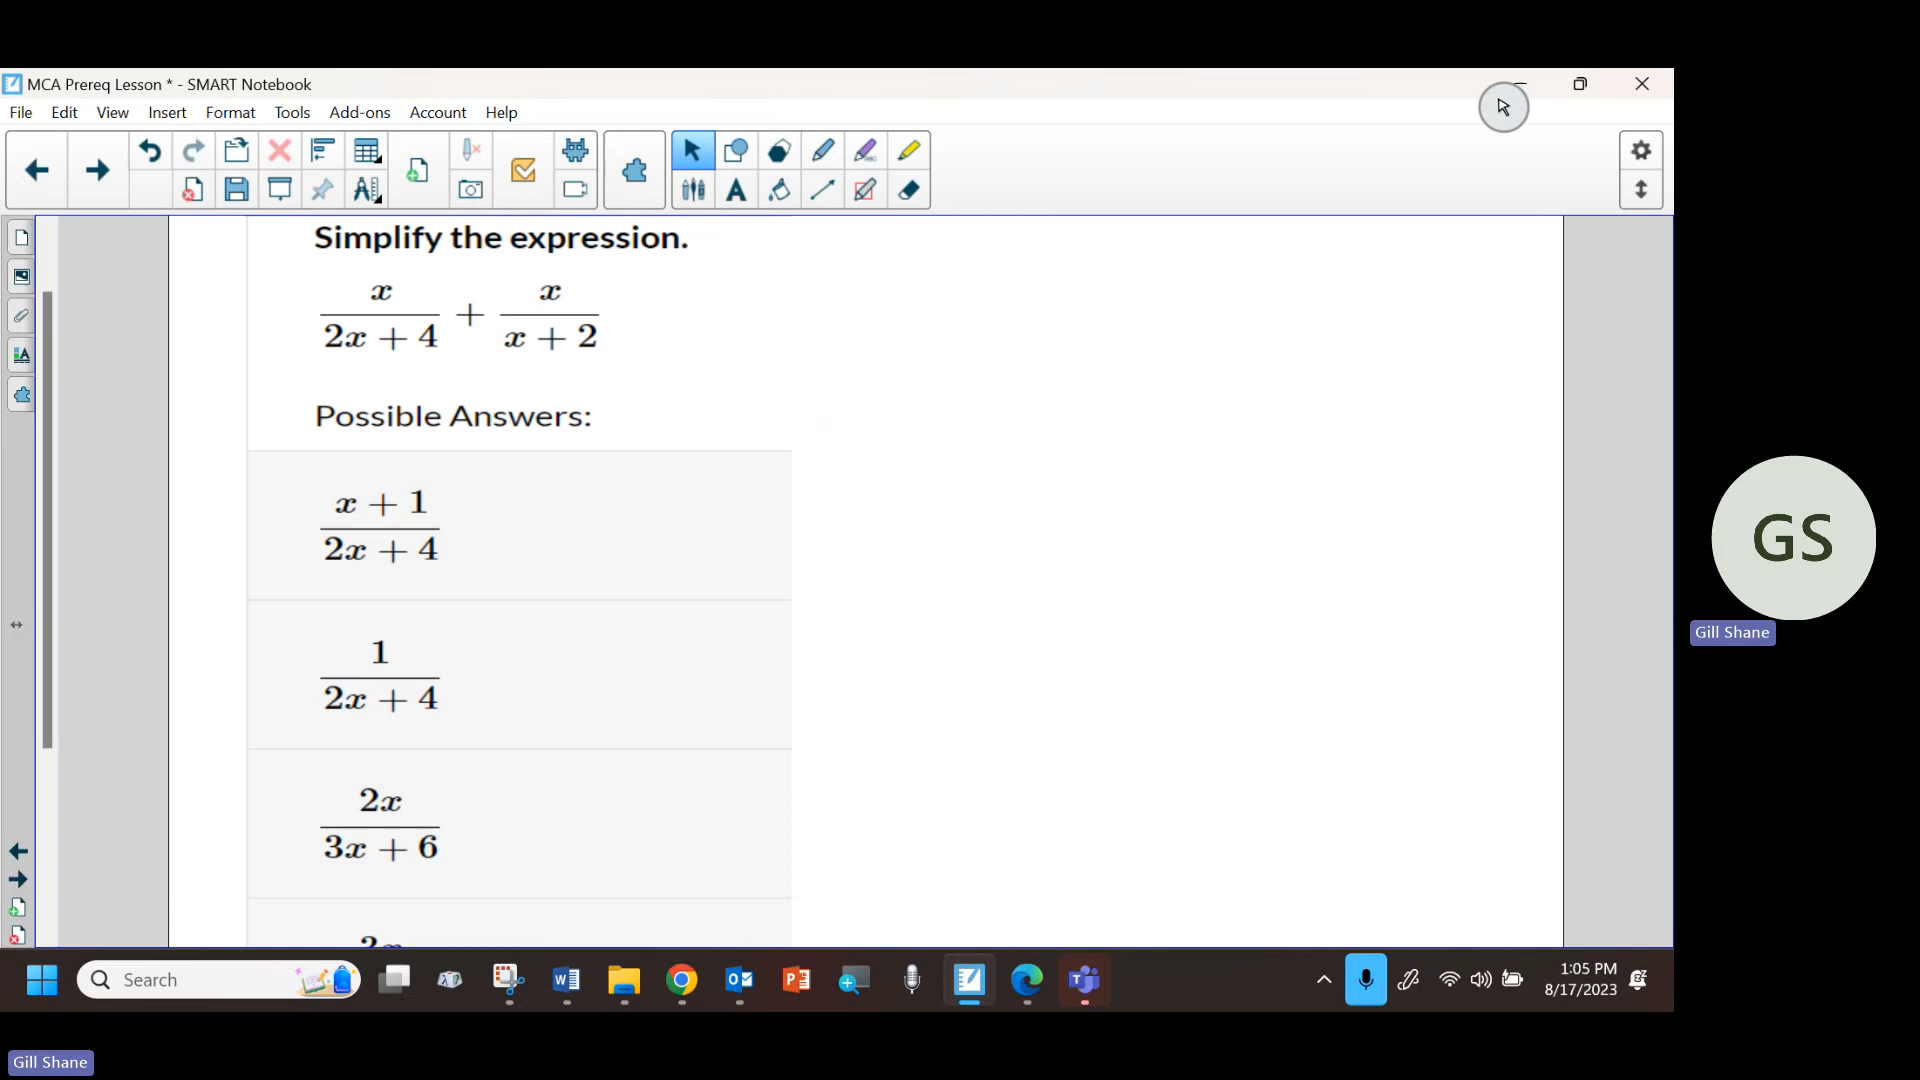 MCA Prereq Lesson * - SMART Notebook
File Edit View Insert Format Tools Add-ons Account Help
Simplify the expression.
x/(2x + 4) + x/(x + 2)
Possible Answers:
(x + 1)/(2x + 4)
1/(2x + 4)
2x/(3x + 6)
GS
Gill Shane
Search
1:05 PM
8/17/2023
Gill Shane